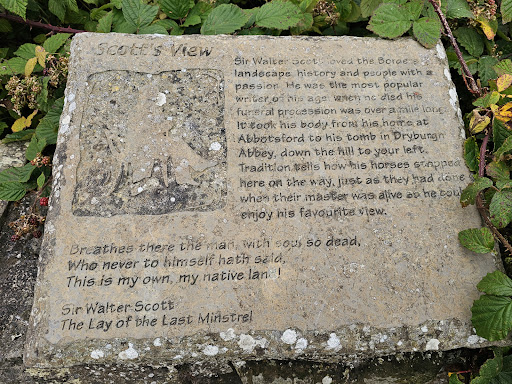 Scott's View
Sir Walter Scott loved the Borders
landscape, history and people with a
passion. He was the most popular
writer of his age. When he died his
funeral procession was over a mile long.
It took his body from his home at
Abbotsford to his tomb in Dryburgh
Abbey, down the hill to your left.
Tradition tells how his horses stopped
here on the way, just as they had done
when their master was alive so he could
enjoy his favourite view.
Breathes there the man, with soul so dead,
Who never to himself hath said,
This is my own, my native land!
Sir Walter Scott
The Lay of the Last Minstrel